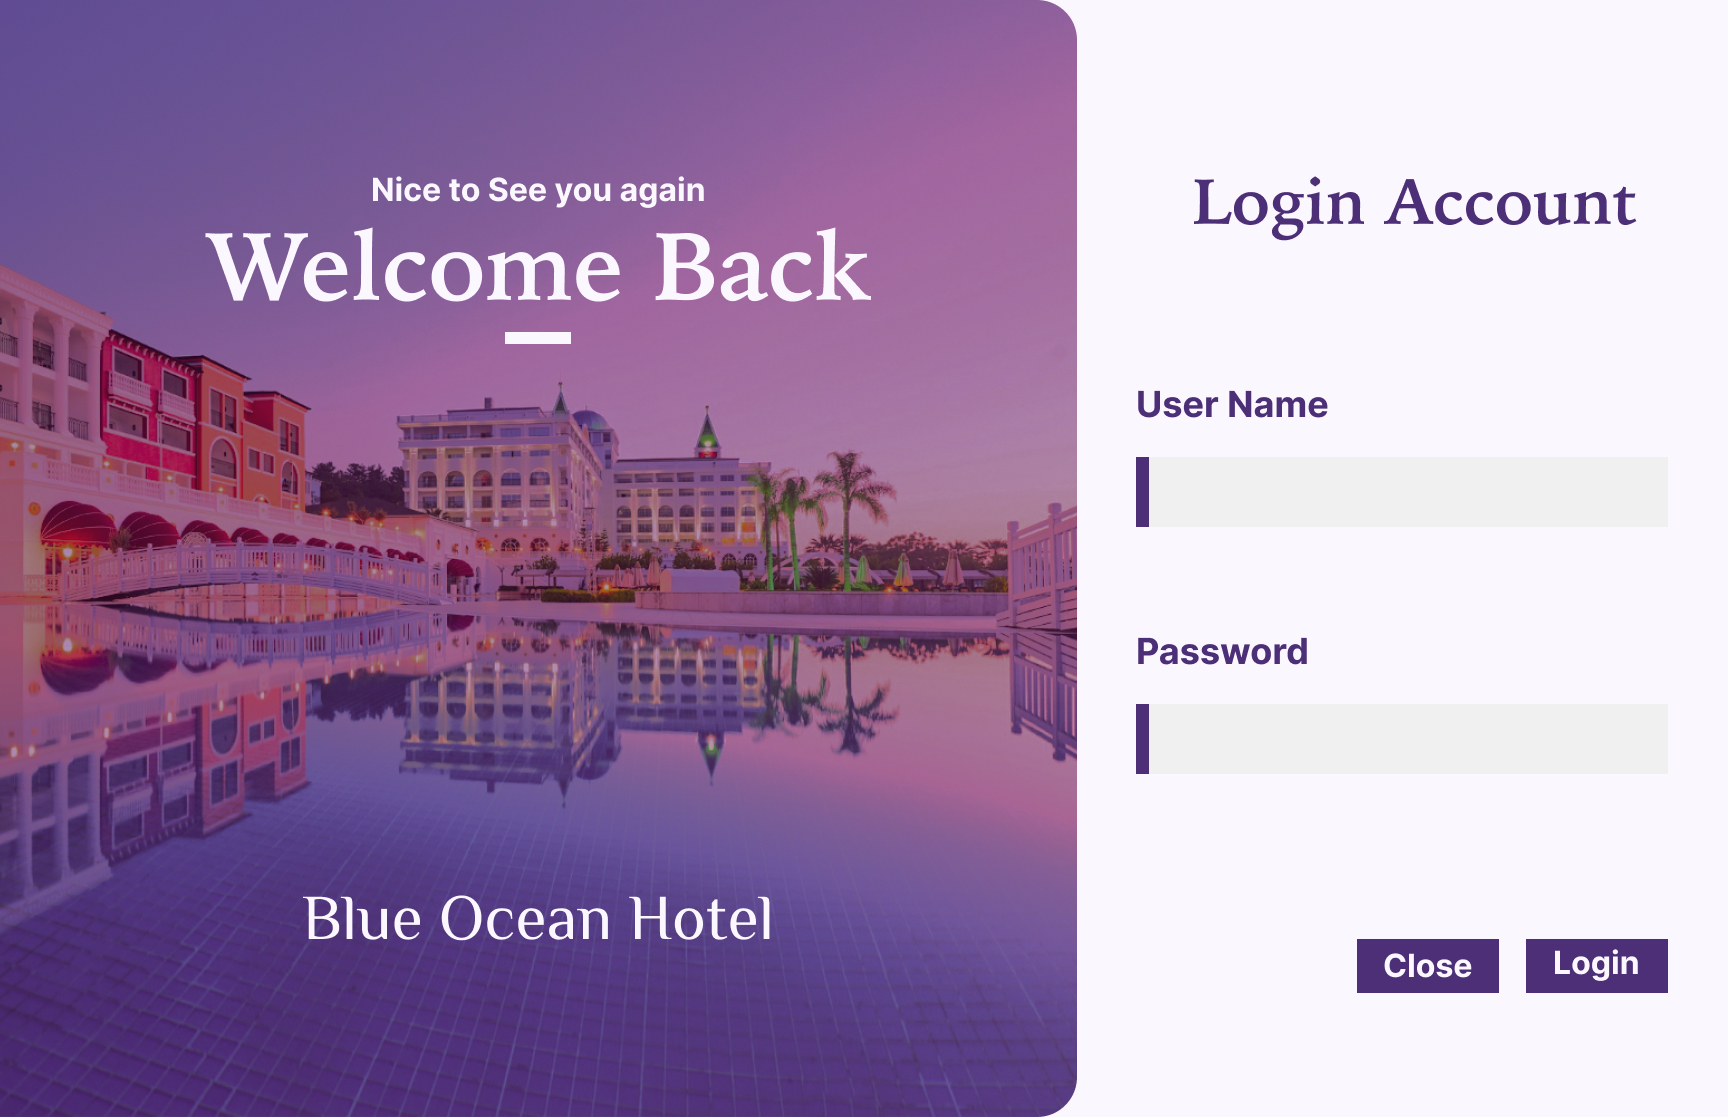 Nice to See you again
Welcome Back
Blue Ocean Hotel
Login Account
User Name
Password
Close
Login